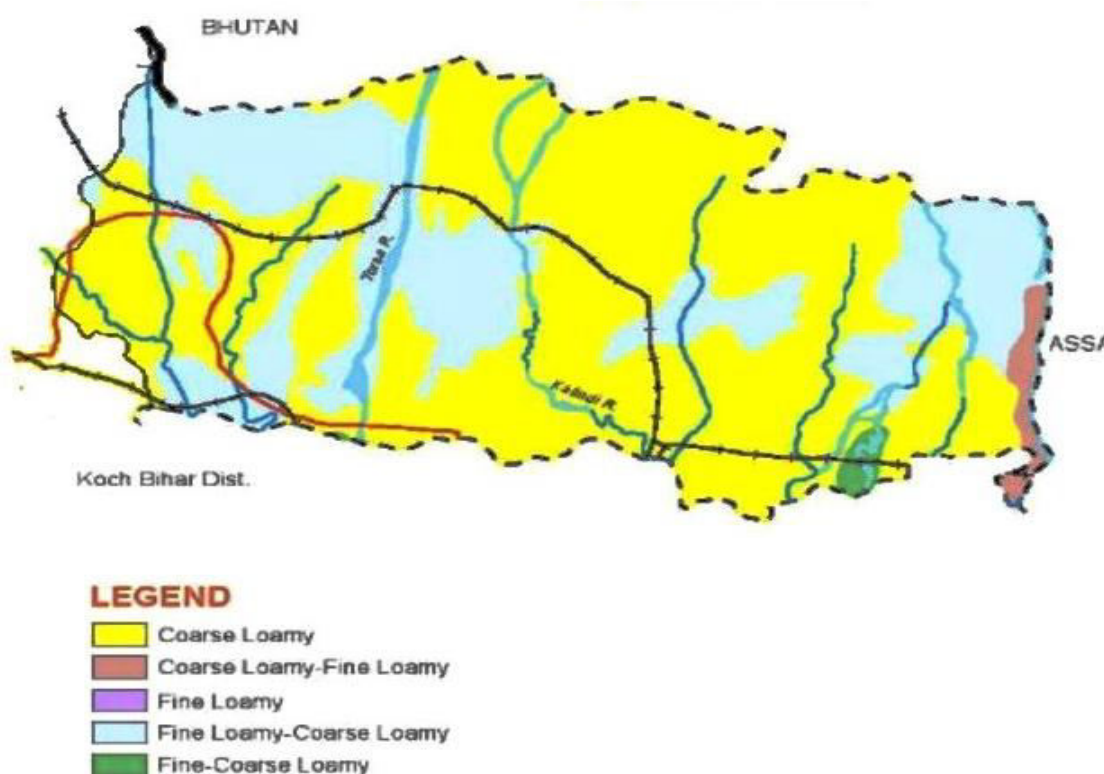 BHUTAN
Torsa R.
ASSA
Kalindi R.
Koch Bihar Dist.
LEGEND
Coarse Loamy
Coarse Loamy-Fine Loamy
Fine Loamy
Fine Loamy-Coarse Loamy
Fine-Coarse Loamy